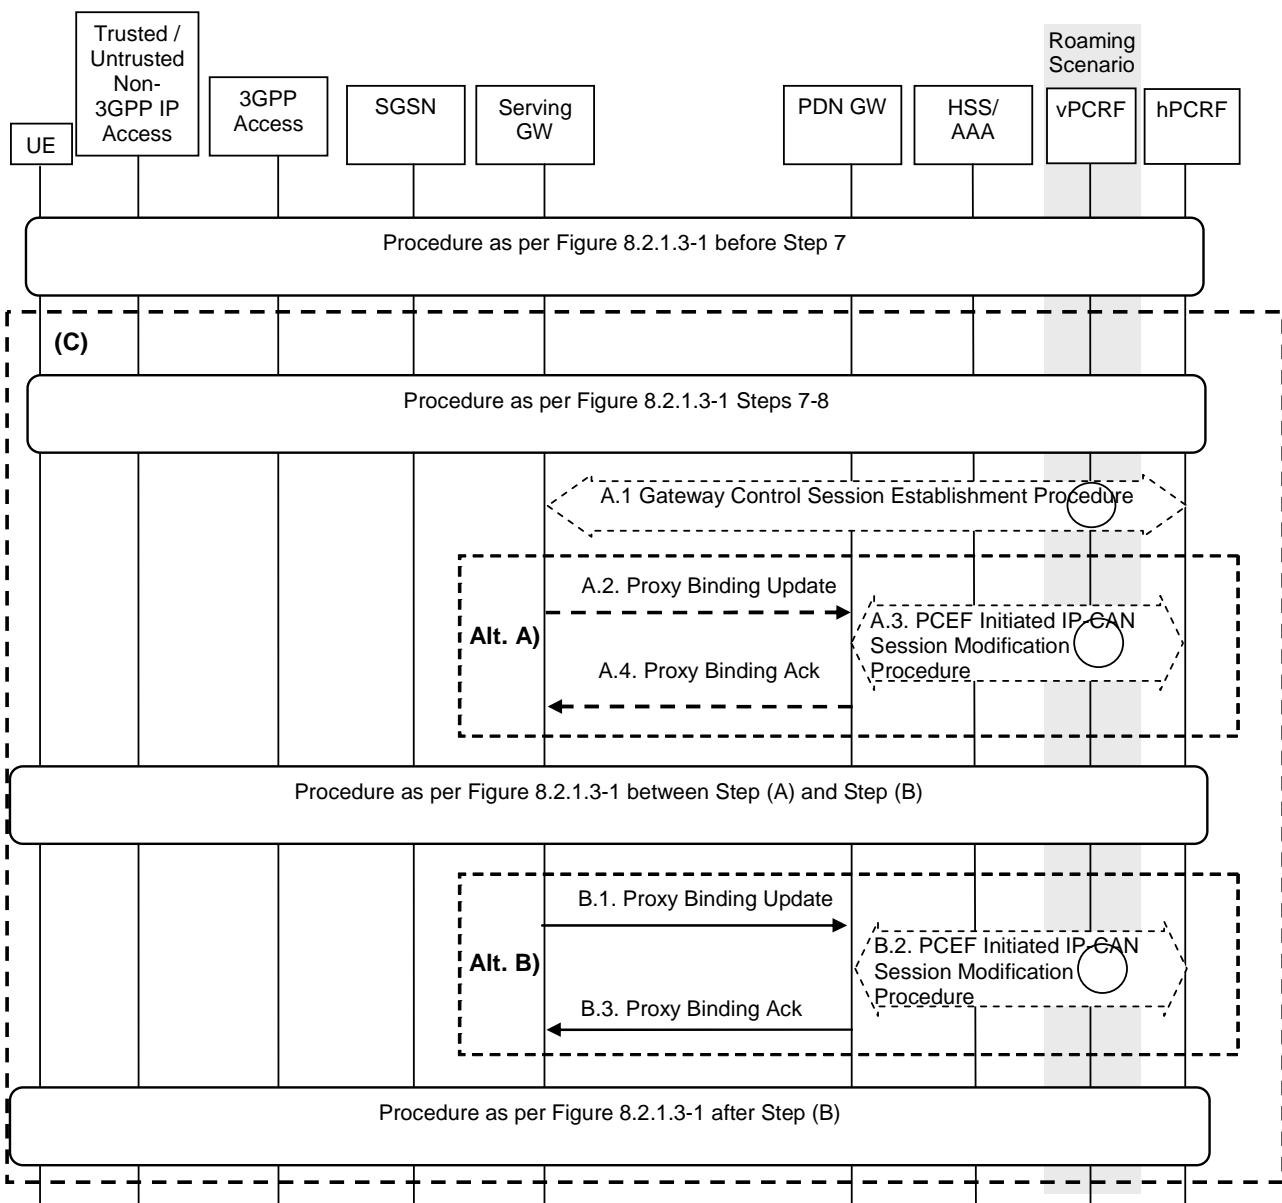 Trusted /
Untrusted
Non-
3GPP IP
Access
UE
3GPP
Access
SGSN
Serving
GW
PDN GW
HSS/
AAA
Roaming
Scenario
vPCRF
hPCRF
Procedure as per Figure 8.2.1.3-1 before Step 7
(C)
Procedure as per Figure 8.2.1.3-1 Steps 7-8
A.1 Gateway Control Session Establishment Procedure
Alt. A)
A.2. Proxy Binding Update
A.3. PCEF Initiated IP-CAN
Session Modification
Procedure
A.4. Proxy Binding Ack
Procedure as per Figure 8.2.1.3-1 between Step (A) and Step (B)
Alt. B)
B.1. Proxy Binding Update
B.2. PCEF Initiated IP-CAN
Session Modification
Procedure
B.3. Proxy Binding Ack
Procedure as per Figure 8.2.1.3-1 after Step (B)